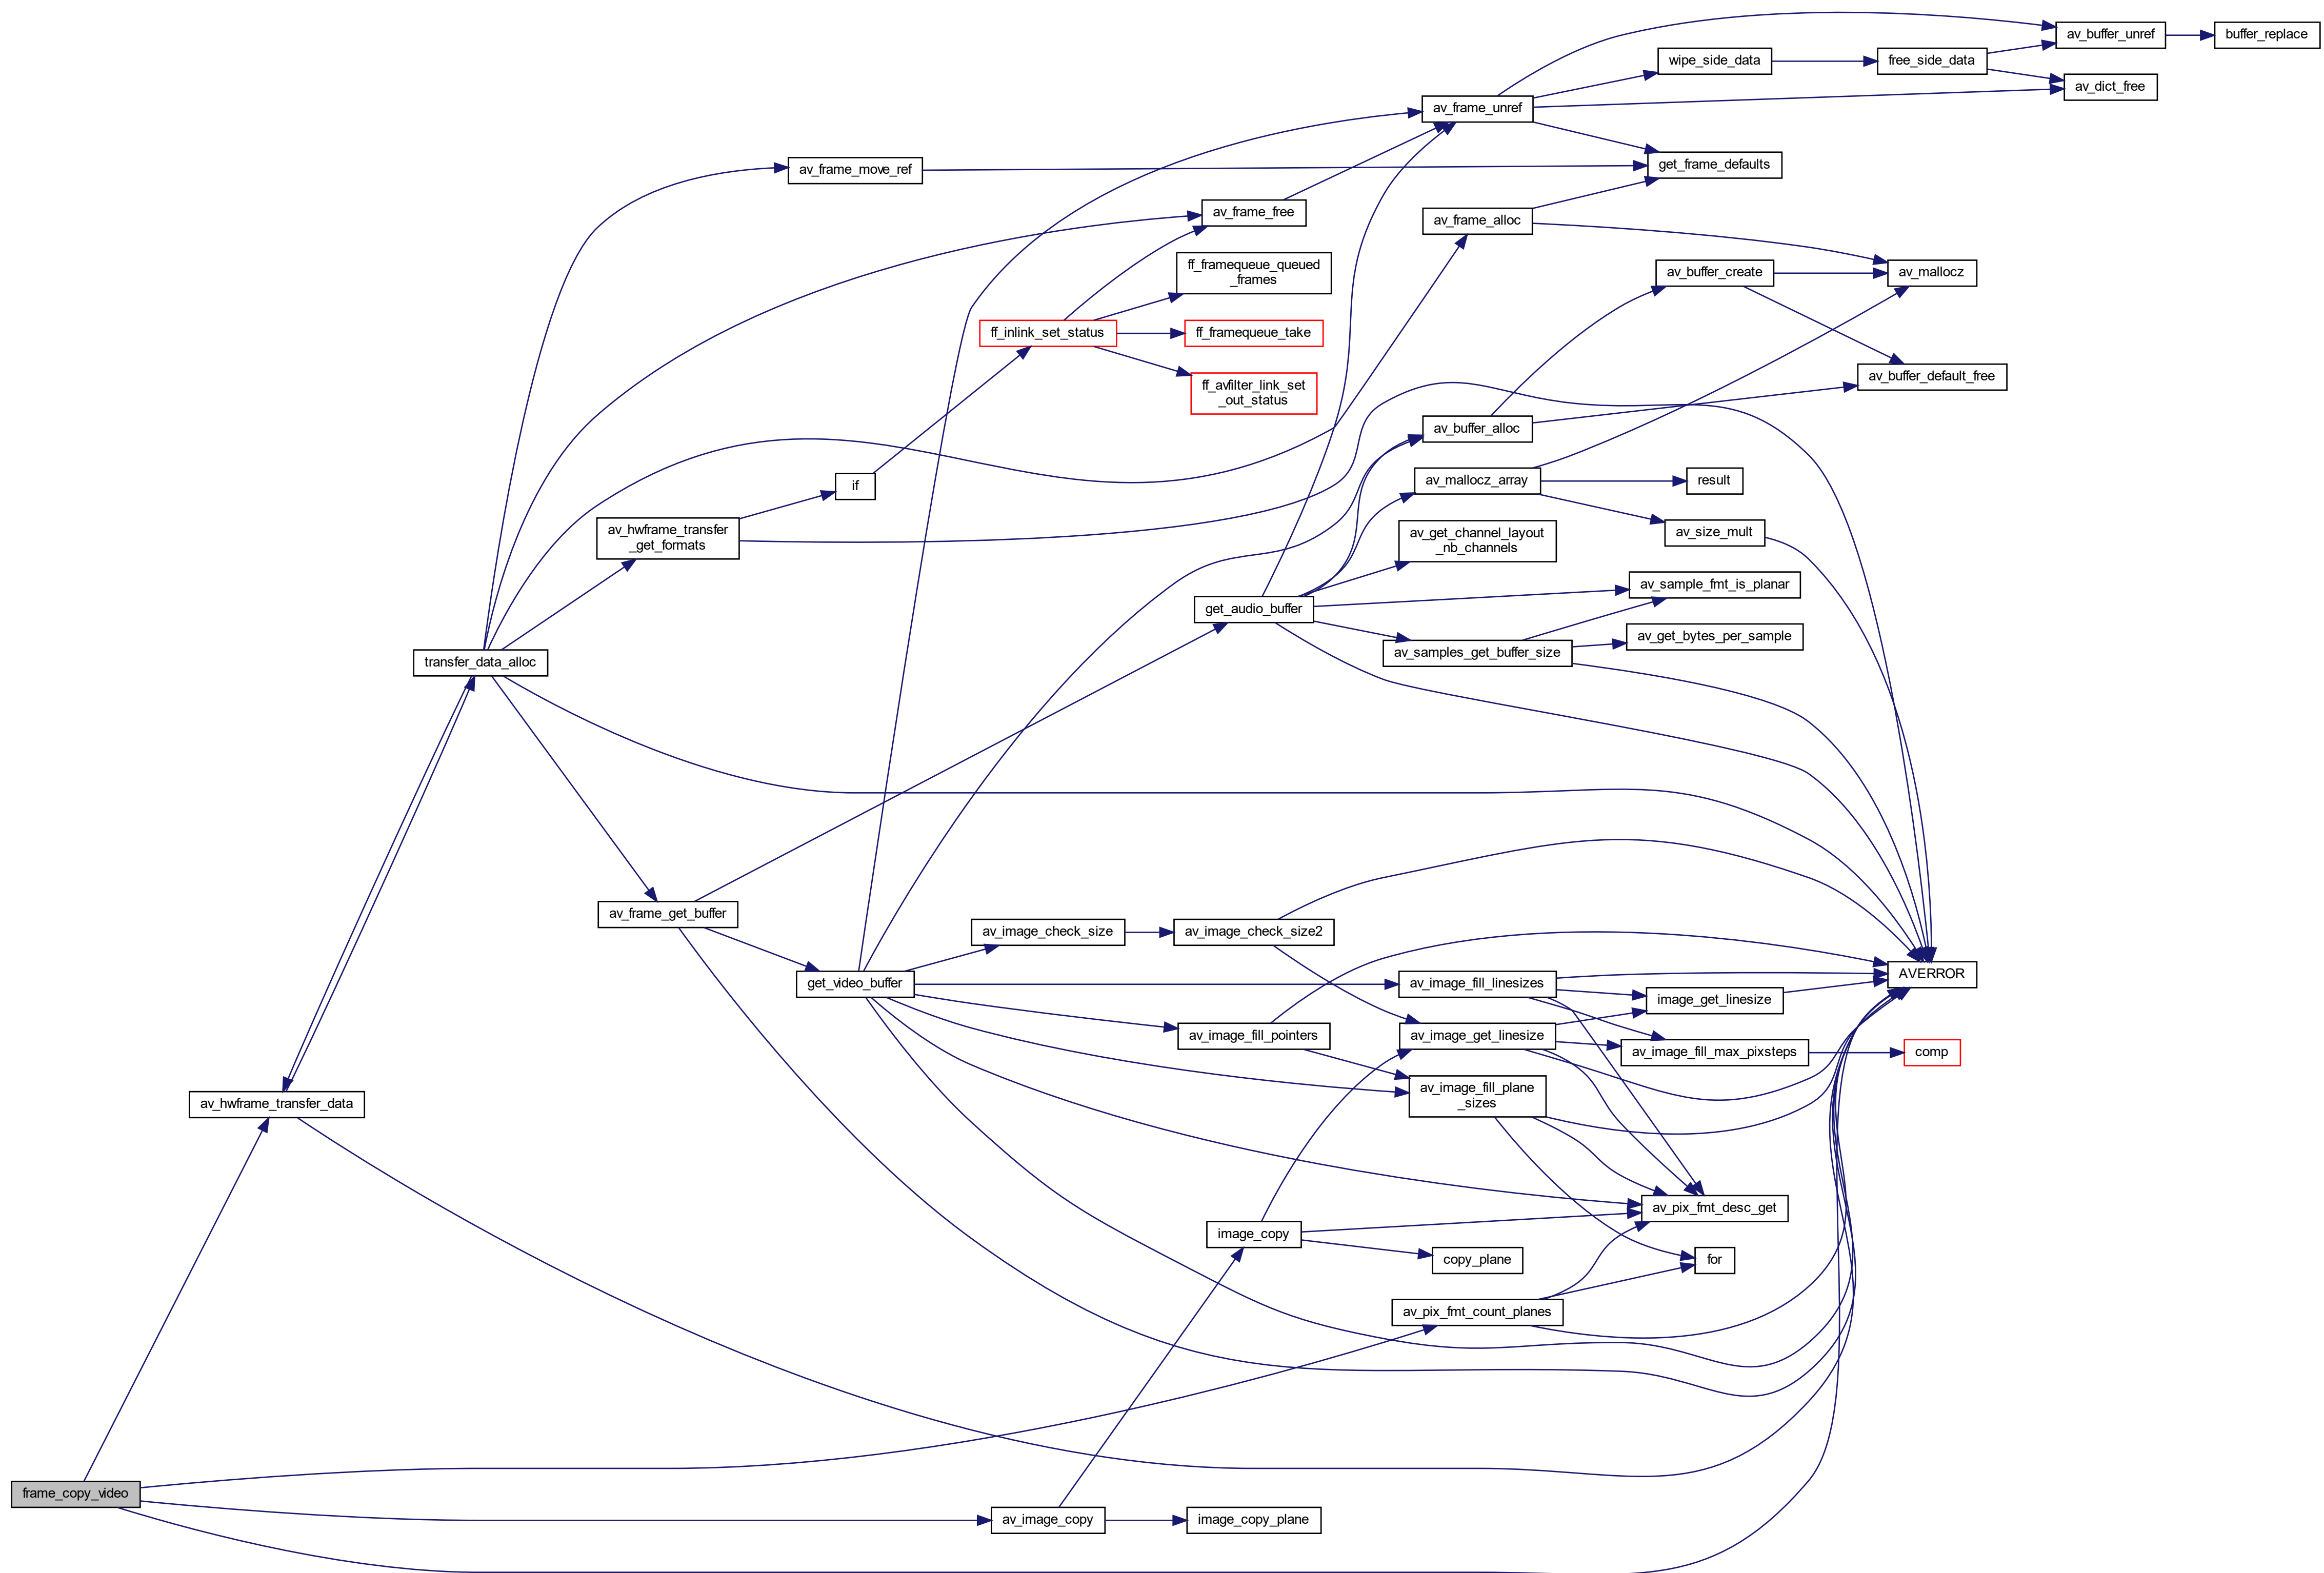 av_buffer_unref
buffer_replace
wipe_side_data
free_side_data
av_dict_free
av_frame_unref
av_frame_move_ref
get_frame_defaults
av_frame_free
av_frame_alloc
ff_framequeue_queued
_frames
av_buffer_create
av_mallocz
ff_inlink_set_status
ff_framequeue_take
av_buffer_default_free
ff_avfilter_link_set
_out_status
av_buffer_alloc
if
av_mallocz_array
result
av_hwframe_transfer
_get_formats
av_get_channel_layout
_nb_channels
av_size_mult
av_sample_fmt_is_planar
get_audio_buffer
av_get_bytes_per_sample
av_samples_get_buffer_size
transfer_data_alloc
av_frame_get_buffer
av_image_check_size
av_image_check_size2
AVERROR
get_video_buffer
av_image_fill_linesizes
image_get_linesize
av_image_fill_pointers
av_image_get_linesize
av_image_fill_max_pixsteps
comp
av_image_fill_plane
_sizes
av_hwframe_transfer_data
av_pix_fmt_desc_get
image_copy
copy_plane
for
av_pix_fmt_count_planes
frame_copy_video
av_image_copy
image_copy_plane